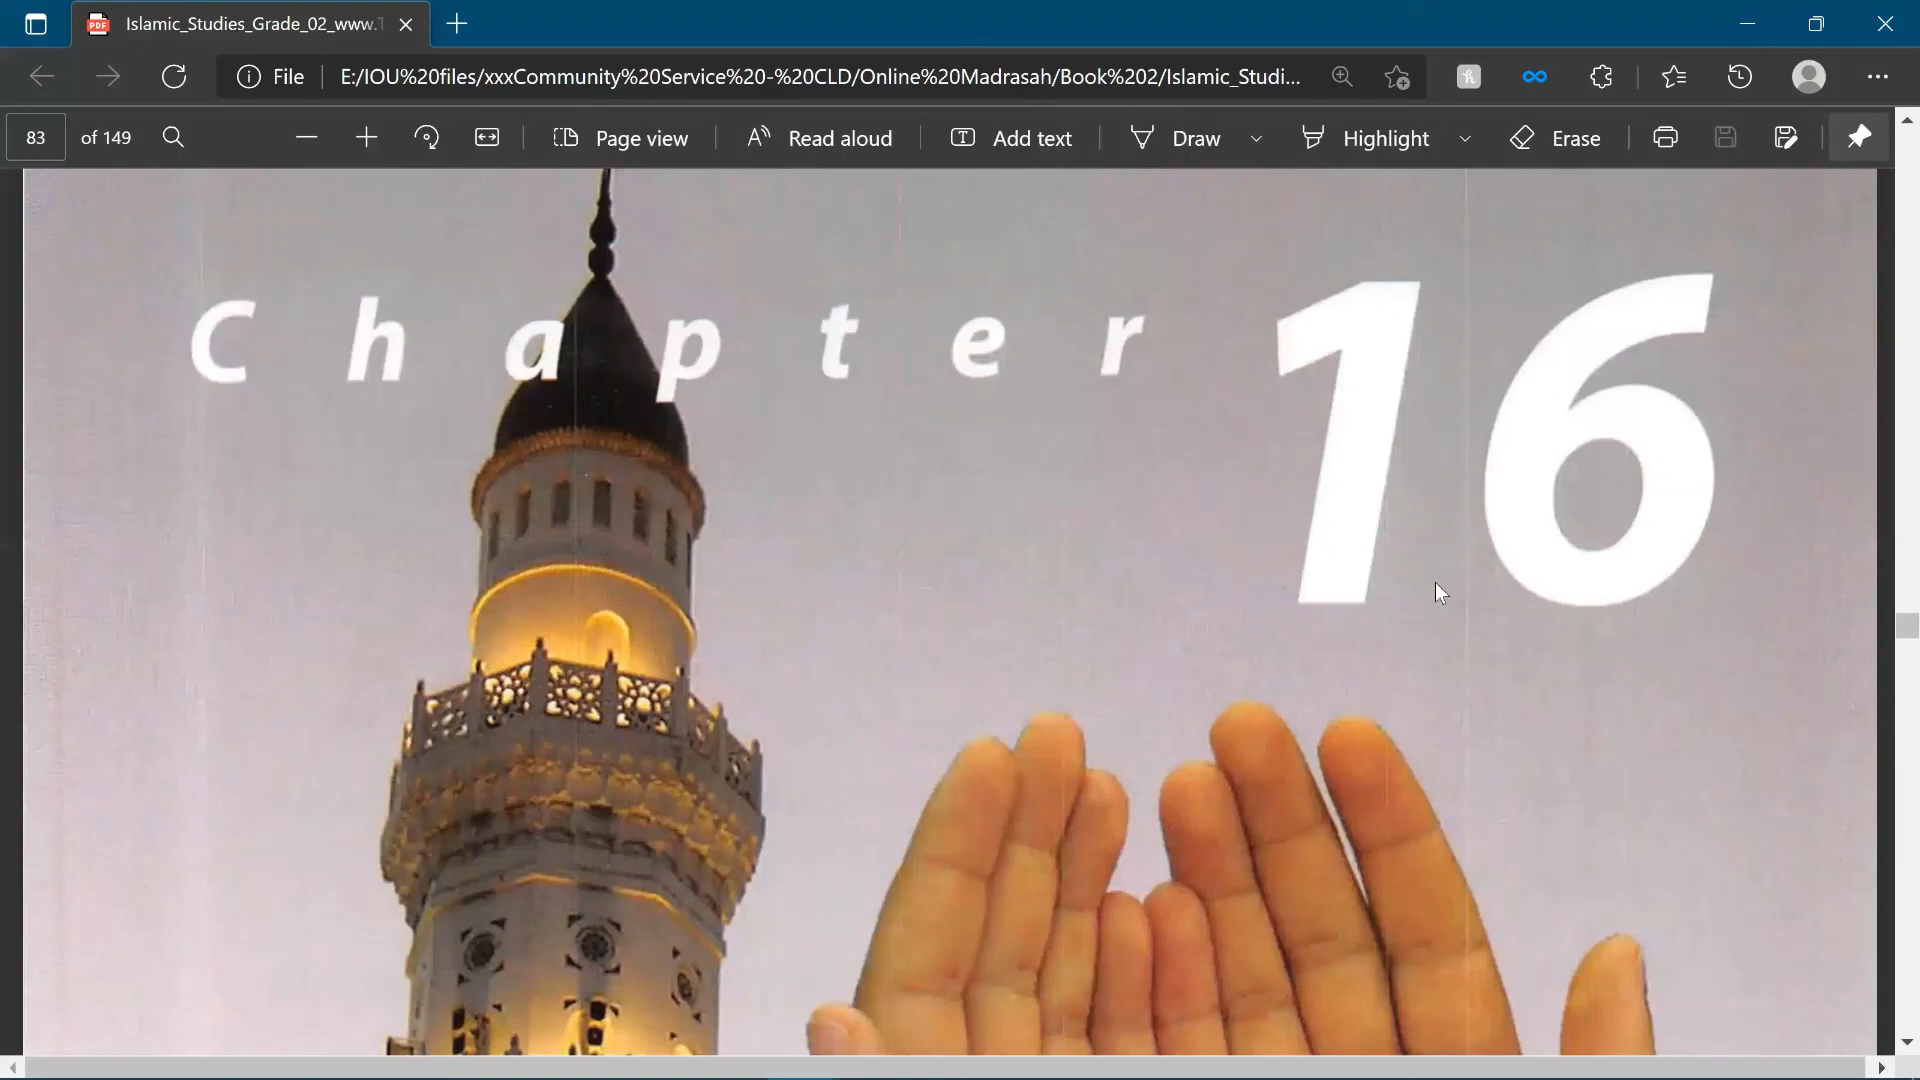 Islamic_Studies_Grade_02_www.T
File
E:/IOU%20files/xxxCommunity%20Service%20-%20CLD/Online%20Madrasah/Book%202/Islamic_Studi...
83 of 149
Page view
Read aloud
Add text
Draw
Highlight
Erase
Chapter 16